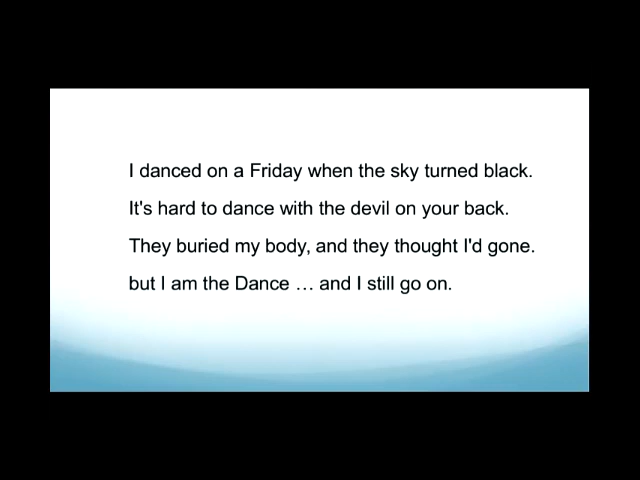 I danced on a Friday when the sky turned black.
It's hard to dance with the devil on your back.
They buried my body, and they thought I'd gone.
but I am the Dance … and I still go on.